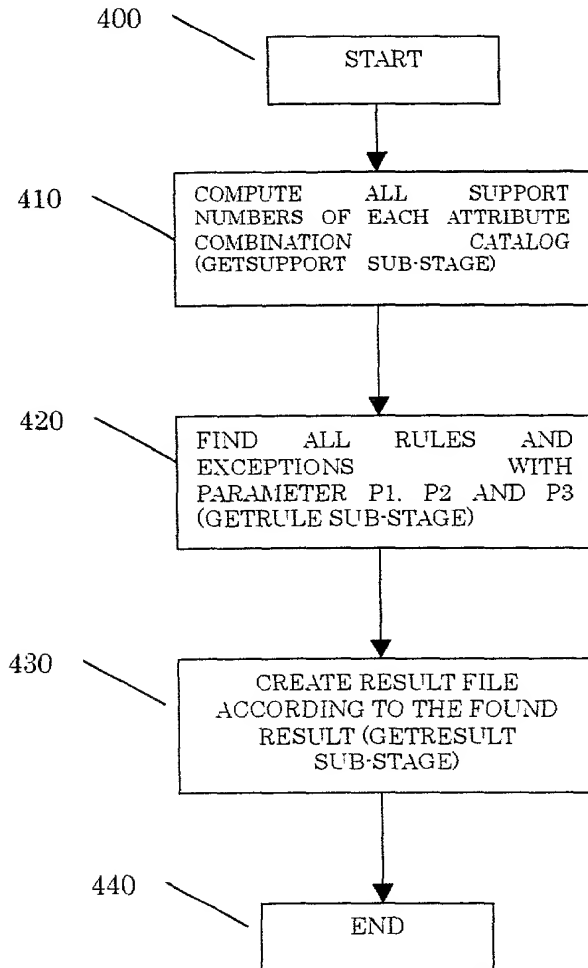 400
START
410
COMPUTE ALL SUPPORT
NUMBERS OF EACH ATTRIBUTE
COMBINATION CATALOG
(GETSUPPORT SUB-STAGE)
420
FIND ALL RULES AND
EXCEPTIONS WITH
PARAMETER P1. P2 AND P3
(GETRULE SUB-STAGE)
430
CREATE RESULT FILE
ACCORDING TO THE FOUND
RESULT (GETRESULT
SUB-STAGE)
440
END